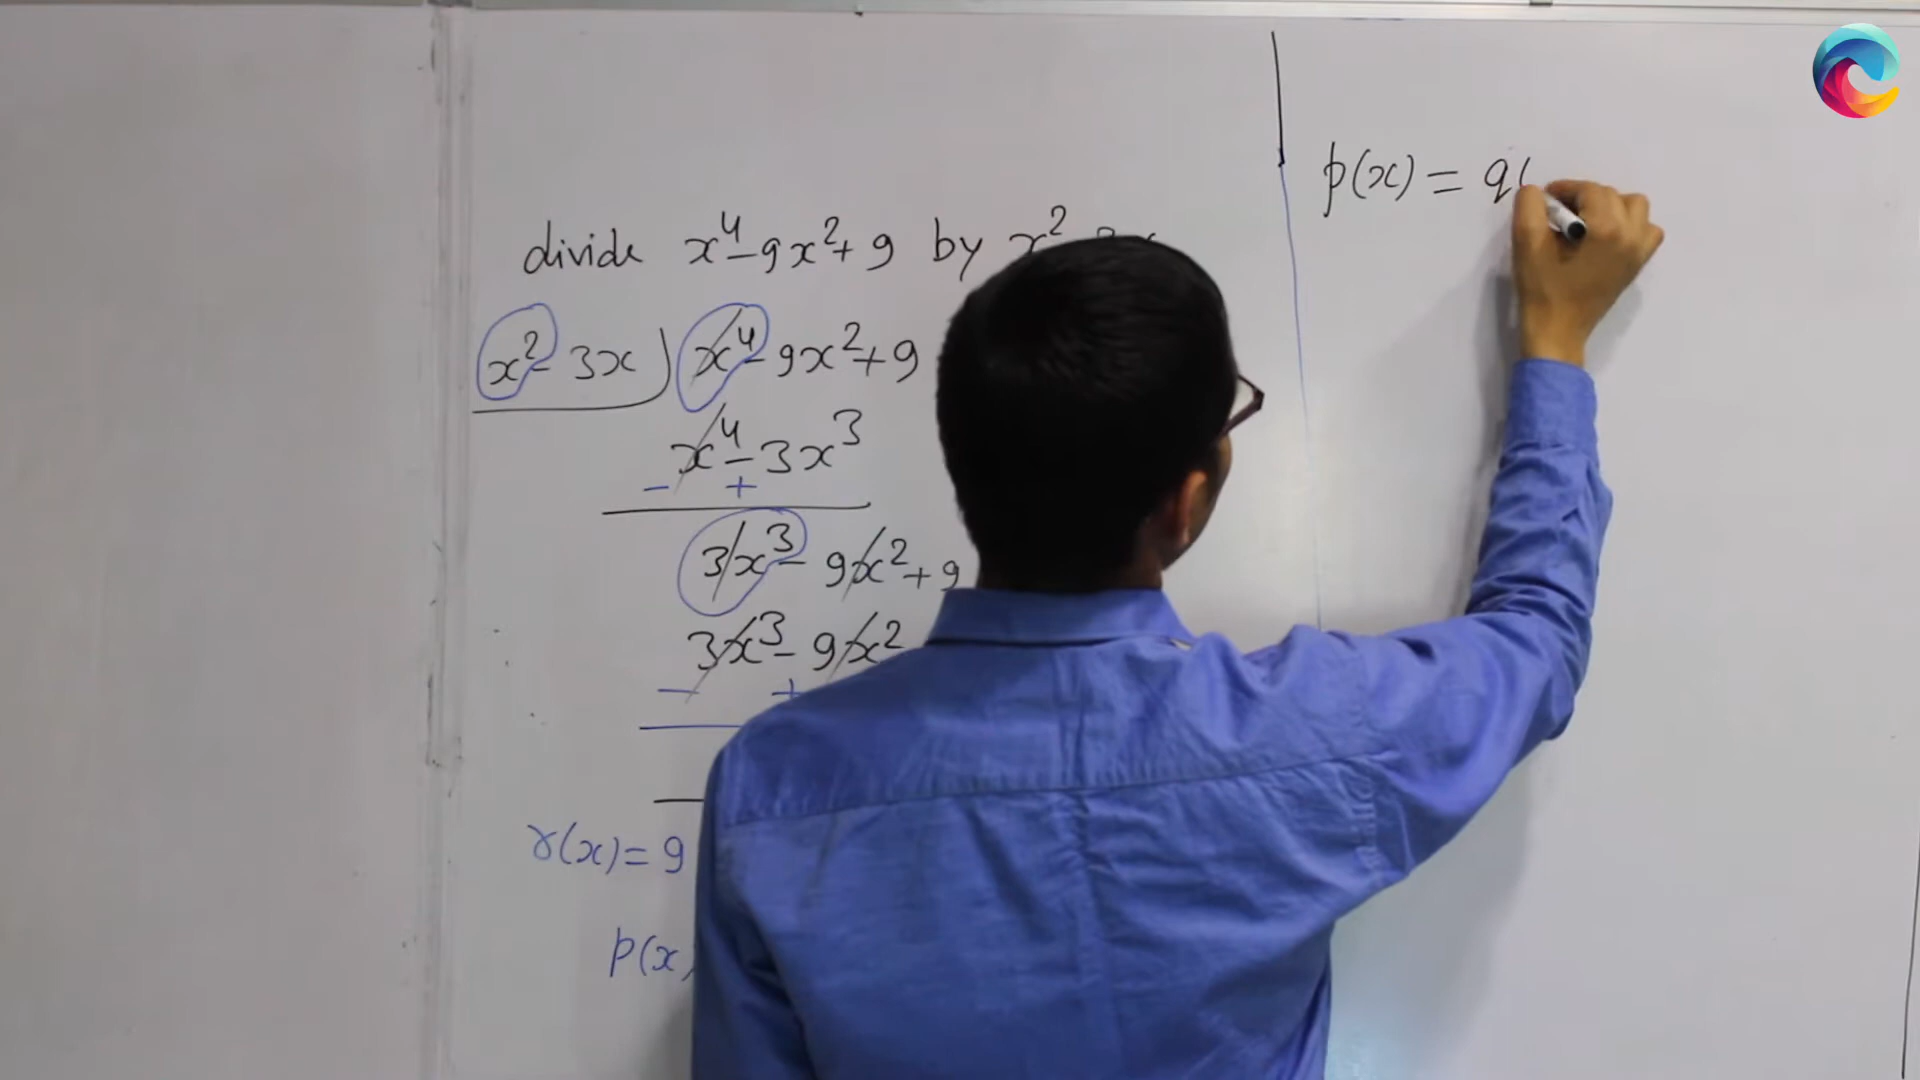 divide x⁴-9x²+9 by x²
x²-3x ) x⁴-9x²+9
x⁴-3x³
- +
3x³-9x²+9
3x³-9x²
- +
r(x)=9
p(x)
p(x)=q(